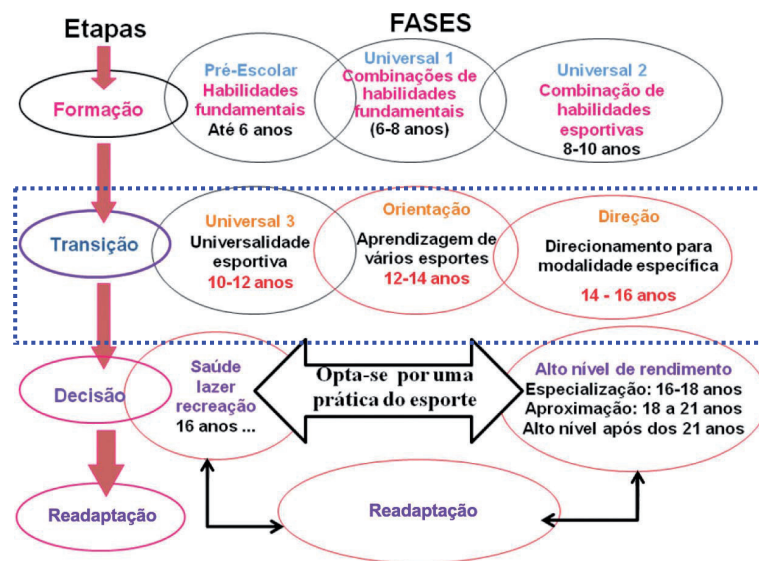 Etapas
FASES
Formação
Pré-Escolar
Habilidades
fundamentais
Até 6 anos
Universal 1
Combinações de
habilidades
fundamentais
(6-8 anos)
Universal 2
Combinação de
habilidades
esportivas
8-10 anos
Transição
Universal 3
Universalidade
esportiva
10-12 anos
Orientação
Aprendizagem de
vários esportes
12-14 anos
Direção
Direcionamento para
modalidade específica
14 - 16 anos
Decisão
Saúde
lazer
recreação
16 anos ...
Opta-se por uma
prática do esporte
Alto nível de rendimento
Especialização: 16-18 anos
Aproximação: 18 a 21 anos
Alto nível após dos 21 anos
Readaptação
Readaptação